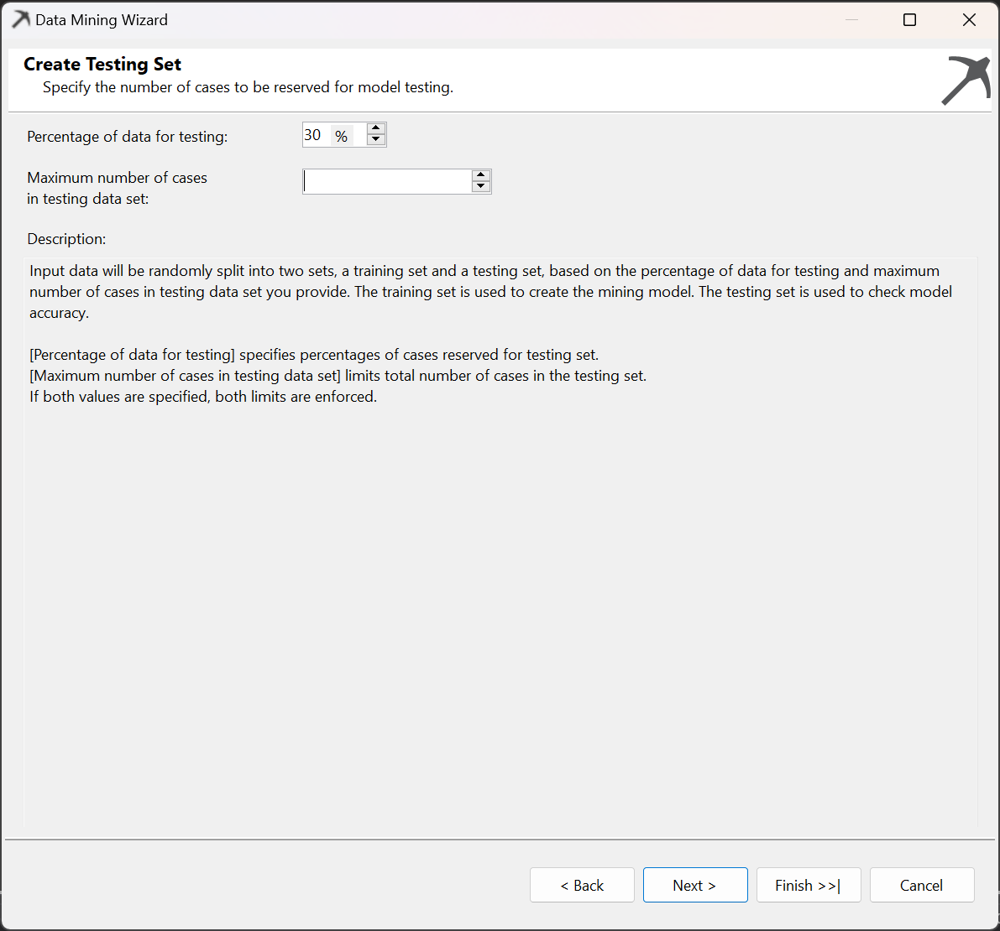 Data Mining Wizard
Create Testing Set
Specify the number of cases to be reserved for model testing.
Percentage of data for testing:
30 %
Maximum number of cases
in testing data set:
Description:
Input data will be randomly split into two sets, a training set and a testing set, based on the percentage of data for testing and maximum
number of cases in testing data set you provide. The training set is used to create the mining model. The testing set is used to check model
accuracy.
[Percentage of data for testing] specifies percentages of cases reserved for testing set.
[Maximum number of cases in testing data set] limits total number of cases in the testing set.
If both values are specified, both limits are enforced.
< Back
Next >
Finish >>|
Cancel